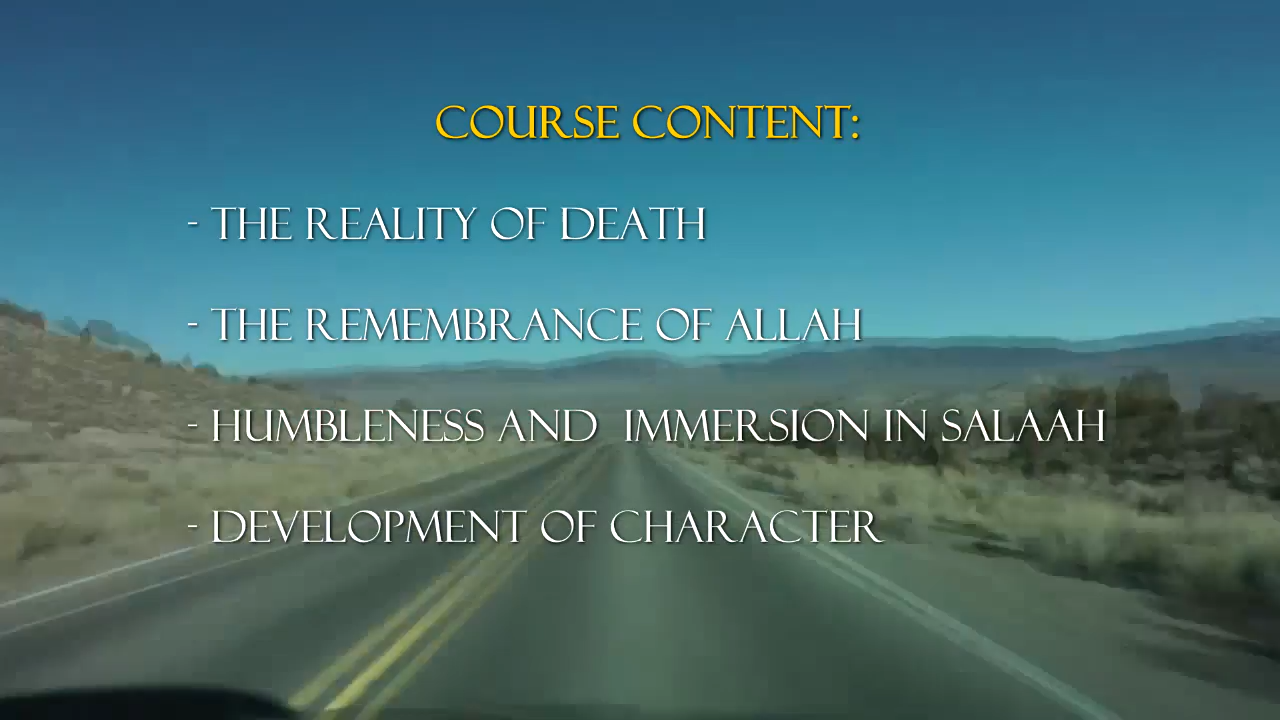 COURSE CONTENT:
- THE REALITY OF DEATH
- THE REMEMBRANCE OF ALLAH
- HUMBLENESS AND  IMMERSION IN SALAAH
- DEVELOPMENT OF CHARACTER